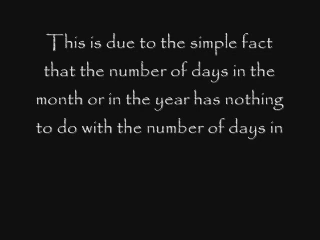 This is due to the simple fact
that the number of days in the
month or in the year has nothing
to do with the number of days in